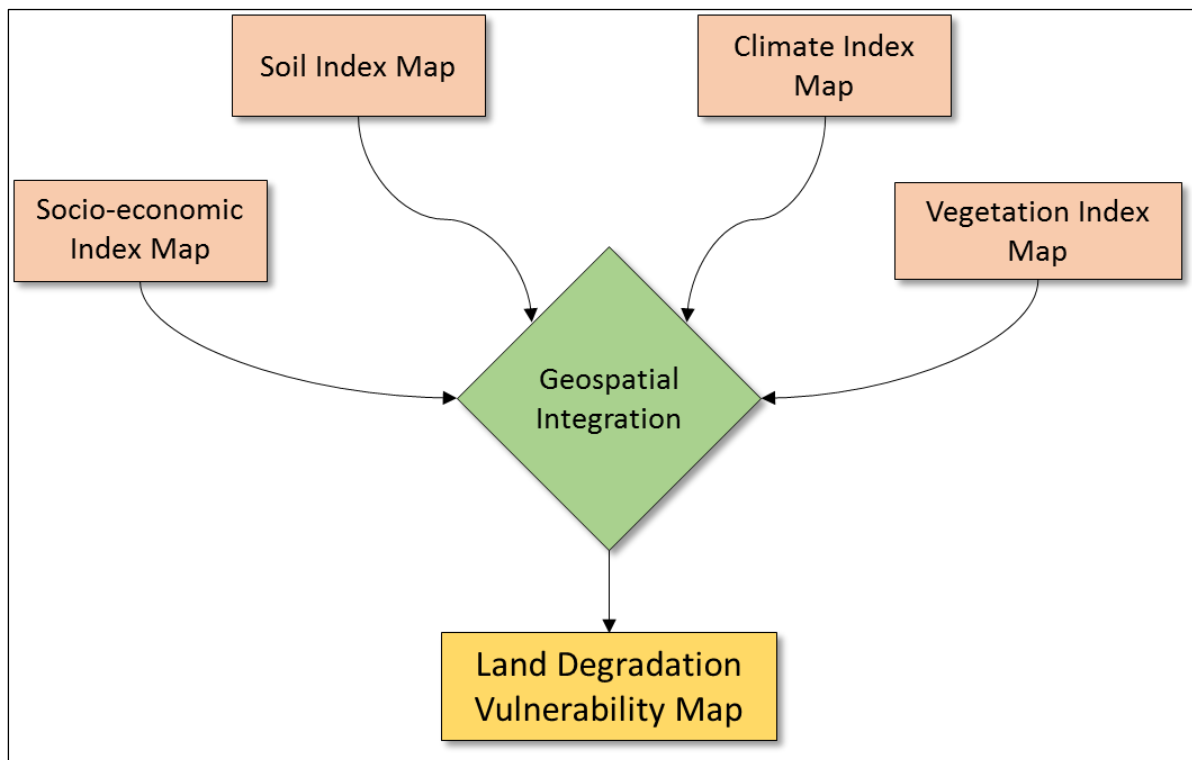 Soil Index Map
Climate Index
Map
Socio-economic
Index Map
Vegetation Index
Map
Geospatial
Integration
Land Degradation
Vulnerability Map